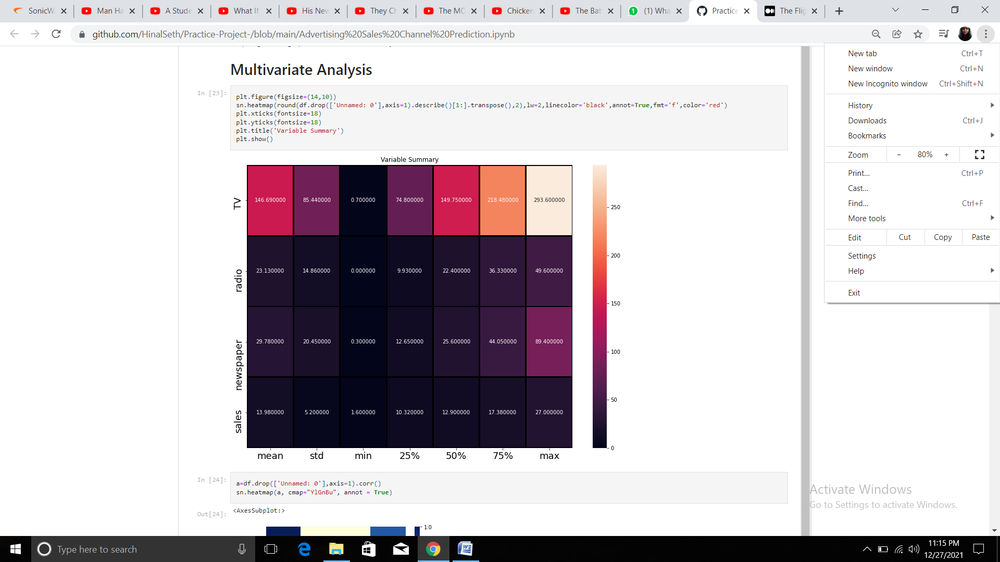 SonicW
Man Ha
A Stude
What If
His New
They Ch
The MO
Chicken
The Bat
(1) Wha
Practice
The Flig
github.com/HinalSeth/Practice-Project-/blob/main/Advertising%20Sales%20Channel%20Prediction.ipynb
Multivariate Analysis
In [23]:
plt.figure(figsize=(14,10))
sn.heatmap(round(df.drop(['Unnamed: 0'],axis=1).describe()[1:].transpose(),2),lw=2,linecolor='black',annot=True,fmt='f',color='red')
plt.xticks(fontsize=18)
plt.yticks(fontsize=18)
plt.title('Variable Summary')
plt.show()
Variable Summary
TV 146.690000 85.440000 0.700000 74.800000 149.750000 218.480000 293.600000
radio 23.130000 14.860000 0.000000 9.930000 22.400000 36.330000 49.600000
newspaper 29.780000 20.450000 0.300000 12.650000 25.600000 44.050000 89.400000
sales 13.980000 5.200000 1.600000 10.320000 12.900000 17.380000 27.000000
mean std min 25% 50% 75% max
250
200
150
100
50
0
In [24]:
a=df.drop(['Unnamed: 0'],axis=1).corr()
sn.heatmap(a, cmap="YlGnBu", annot = True)
Out[24]:
<AxesSubplot:>
1.0
New tab Ctrl+T
New window Ctrl+N
New Incognito window Ctrl+Shift+N
History
Downloads Ctrl+J
Bookmarks
Zoom - 80% +
Print... Ctrl+P
Cast...
Find... Ctrl+F
More tools
Edit Cut Copy Paste
Settings
Help
Exit
Activate Windows
Go to Settings to activate Windows.
Type here to search
11:15 PM
12/27/2021